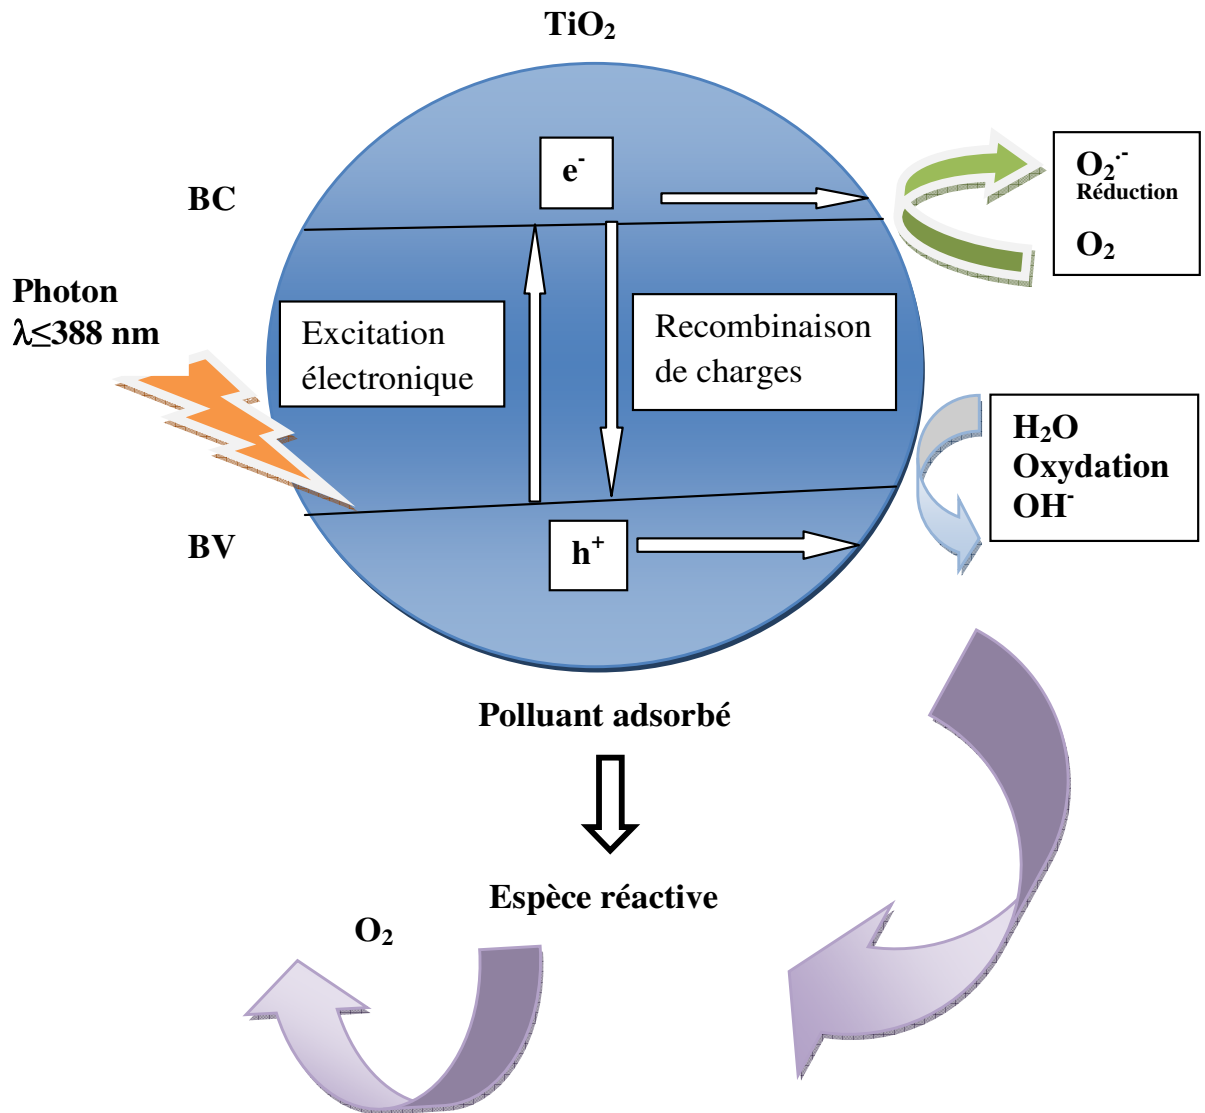 TiO₂
e⁻
BC
O₂·⁻
Réduction
O₂
Photon
λ≤388 nm
Excitation
électronique
Recombinaison
de charges
H₂O
Oxydation
OH⁻
BV
h⁺
Polluant adsorbé
Espèce réactive
O₂